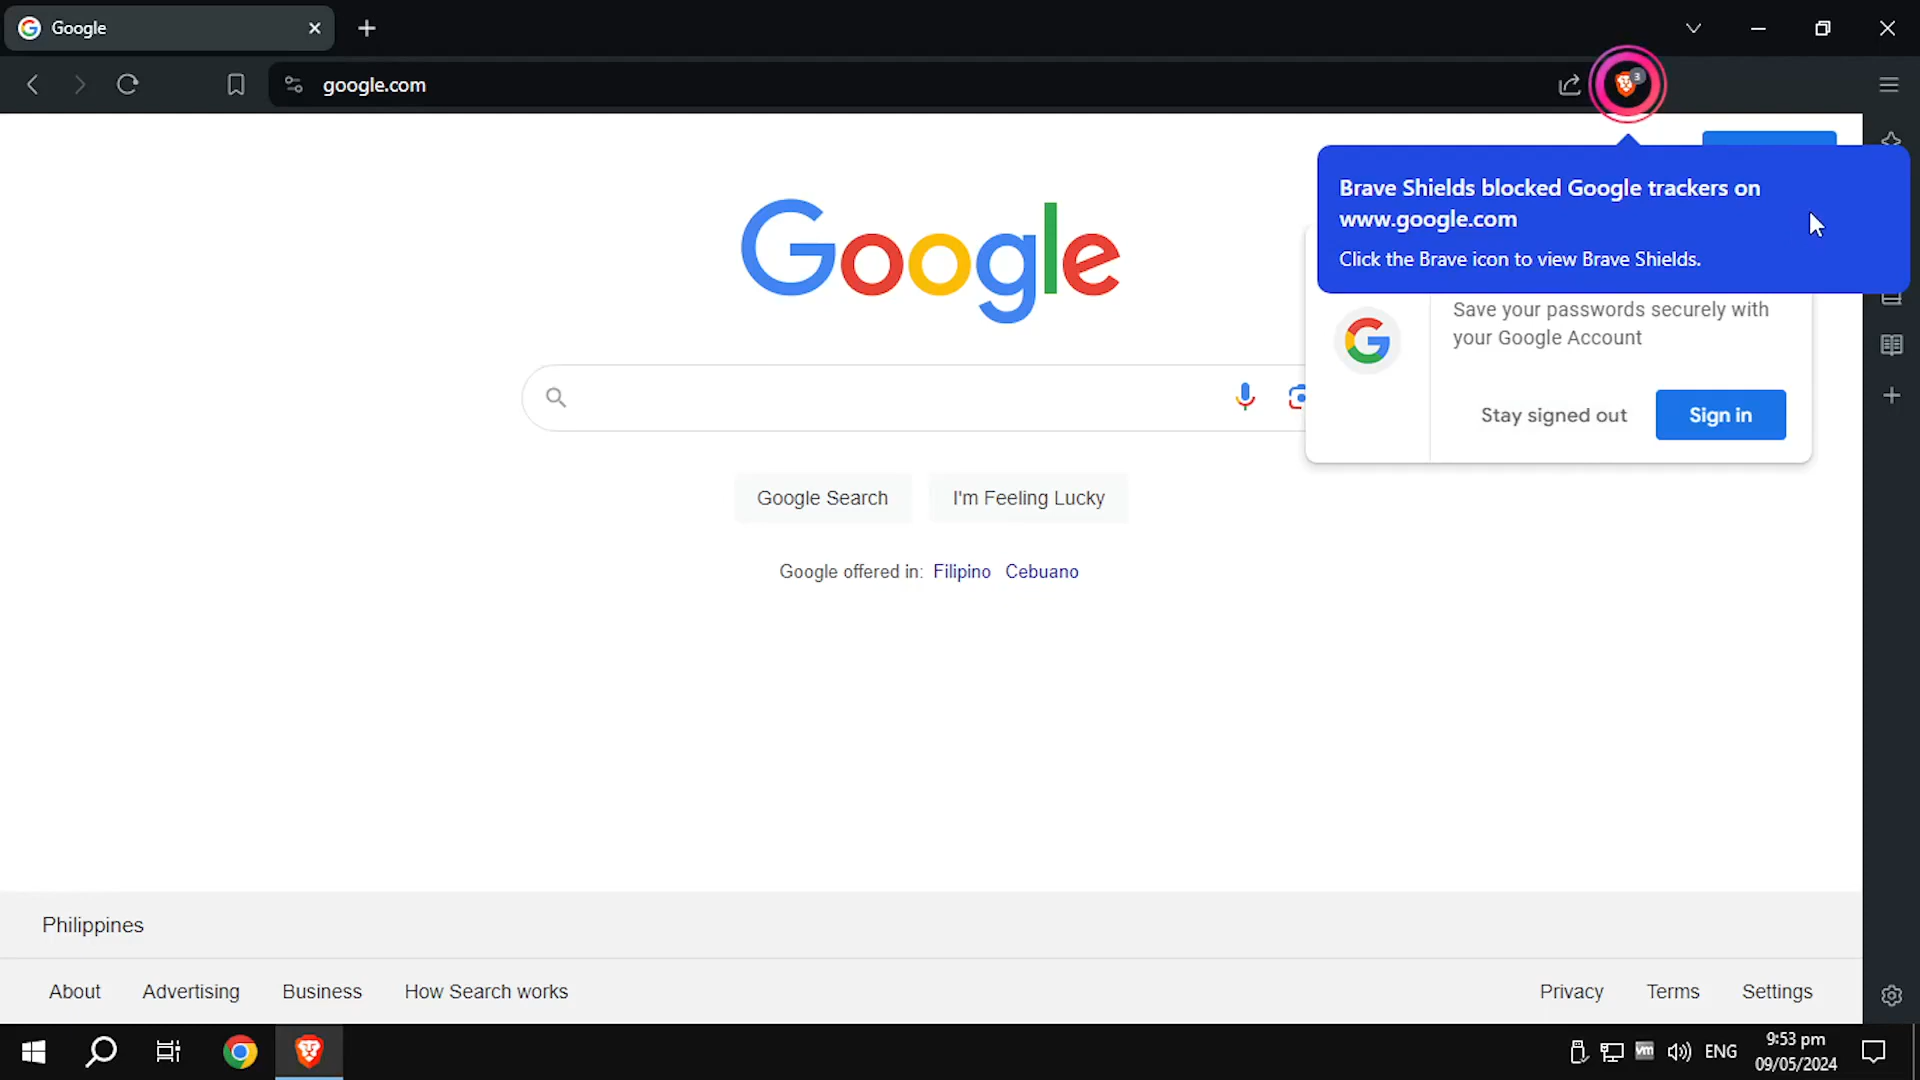 Google
google.com
3
Brave Shields blocked Google trackers on
www.google.com
Click the Brave icon to view Brave Shields.
Google
Save your passwords securely with
your Google Account
Stay signed out
Sign in
Google Search
I'm Feeling Lucky
Google offered in: Filipino Cebuano
Philippines
About
Advertising
Business
How Search works
Privacy
Terms
Settings
vm
ENG
9:53 pm
09/05/2024